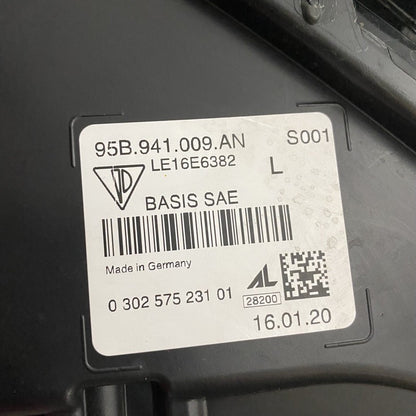 95B.941.009.AN S001
LE16E6382 L
BASIS SAE
Made in Germany
AL
0 302 575 231 01 28200
16.01.20